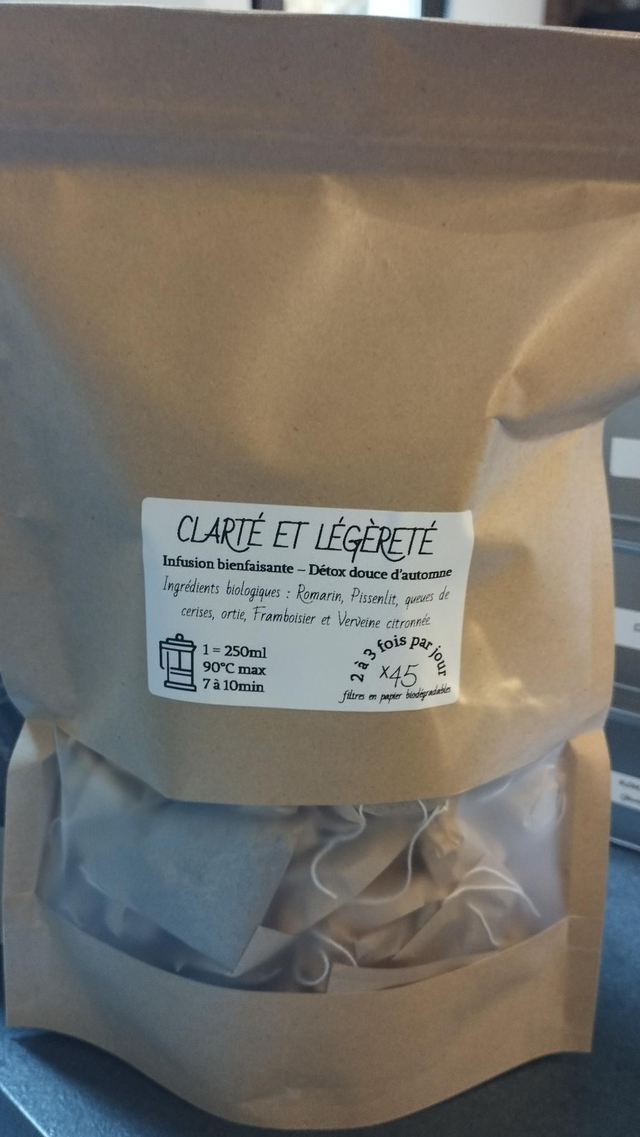 CLARTÉ ET LÉGÈRETÉ
Infusion bienfaisante – Détox douce d'automne
Ingrédients biologiques : Romarin, Pissenlit, queues de
cerises, ortie, Framboisier et Verveine citronnée
1 = 250ml
90°C max
7 à 10min
2 à 3 fois par jour
x45
filtres en papier biodégradables